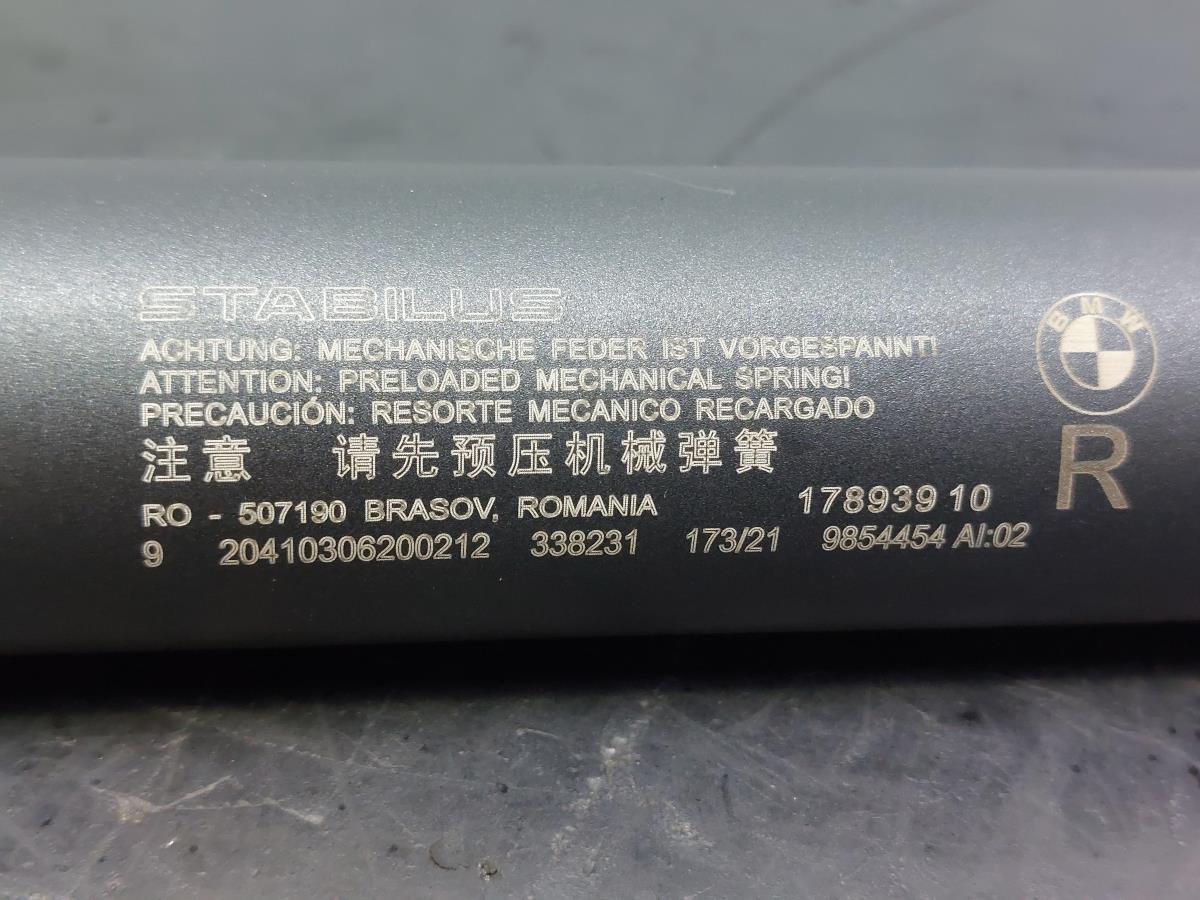 STABILUS
ACHTUNG: MECHANISCHE FEDER IST VORGESPANNT!
ATTENTION: PRELOADED MECHANICAL SPRING!
PRECAUCIÓN: RESORTE MECANICO RECARGADO
注意 请先预压机械弹簧
RO - 507190 BRASOV, ROMANIA 178939 10
9 20410306200212 338231 173/21 9854454 AI:02
BMW
R